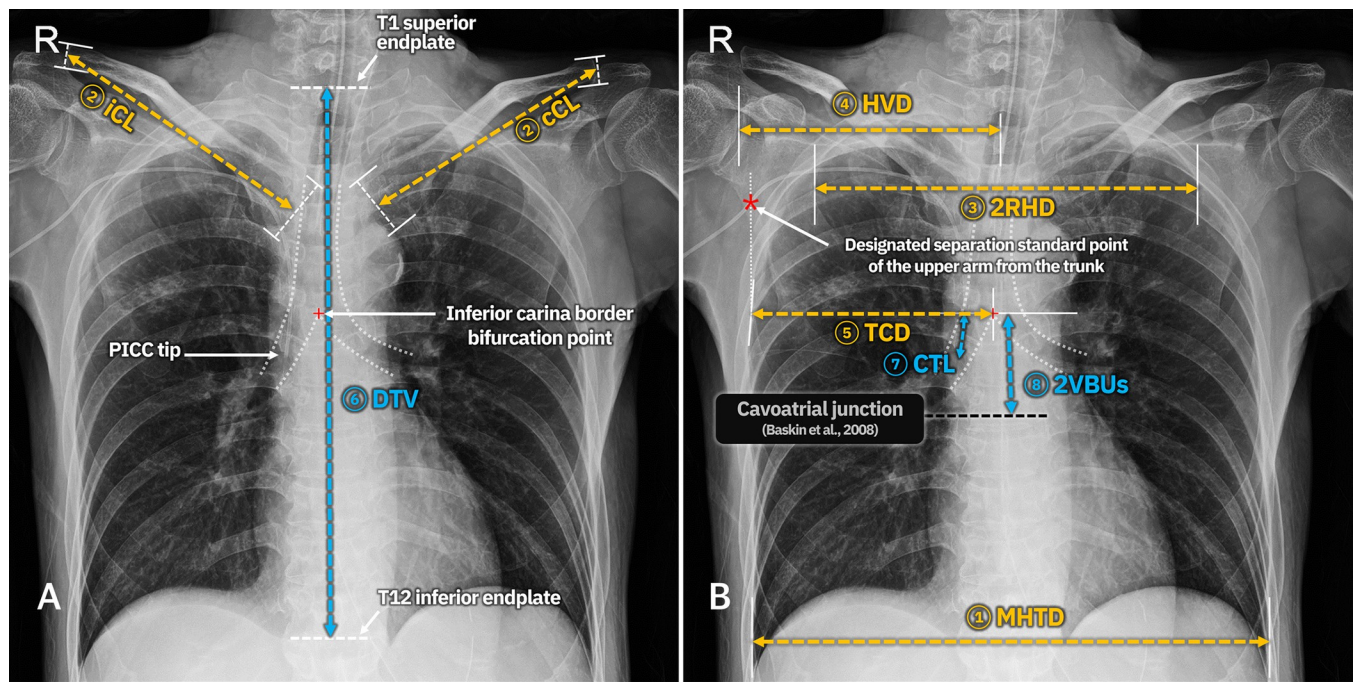 R
T1 superior
endplate
② iCL
② cCL
Inferior carina border
bifurcation point
PICC tip
⑥ DTV
A
T12 inferior endplate
R
④ HVD
③ 2RHD
*
Designated separation standard point
of the upper arm from the trunk
⑤ TCD
⑦ CTL
⑧ 2VBUs
Cavoatrial junction
(Baskin et al., 2008)
B
① MHTD